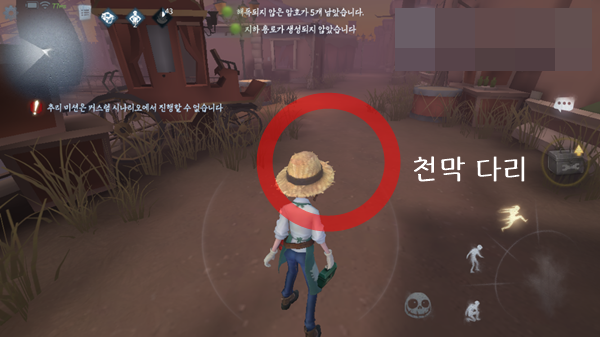 43
해독되지 않은 암호가 5개 남았습니다.
지하 통로가 생성되지 않았습니다
추리 미션은 커스텀 시나리오에서 진행할 수 없습니다
천막 다리